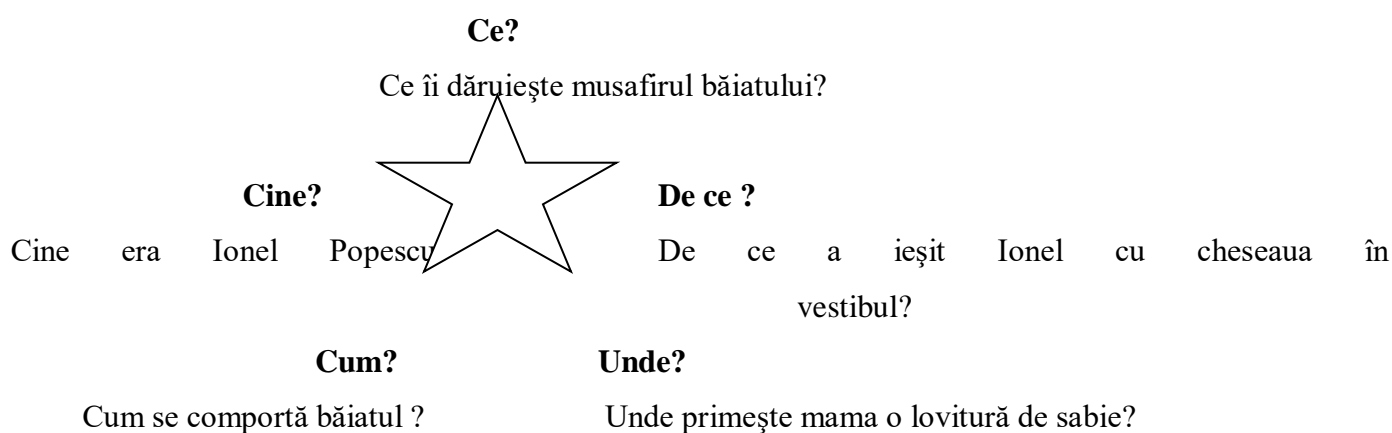 Ce?
Ce îi dăruieşte musafirul băiatului?
Cine? De ce ?
Cine era Ionel Popescu De ce a ieşit Ionel cu cheseaua în
vestibul?
Cum? Unde?
Cum se comportă băiatul ? Unde primeşte mama o lovitură de sabie?